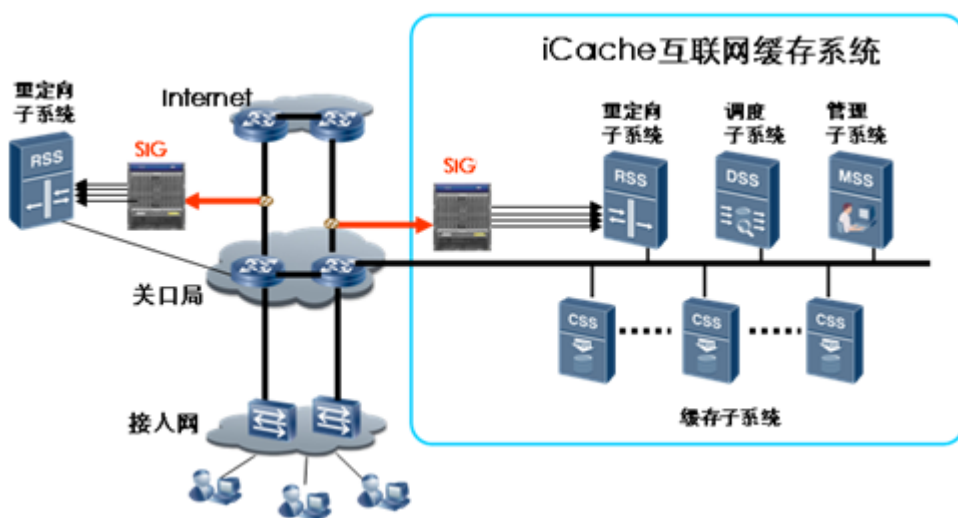 iCache互联网缓存系统
重定向
子系统
RSS
SIG
Internet
SIG
重定向
子系统
RSS
调度
子系统
DSS
管理
子系统
MSS
关口局
CSS
CSS
CSS
缓存子系统
接入网